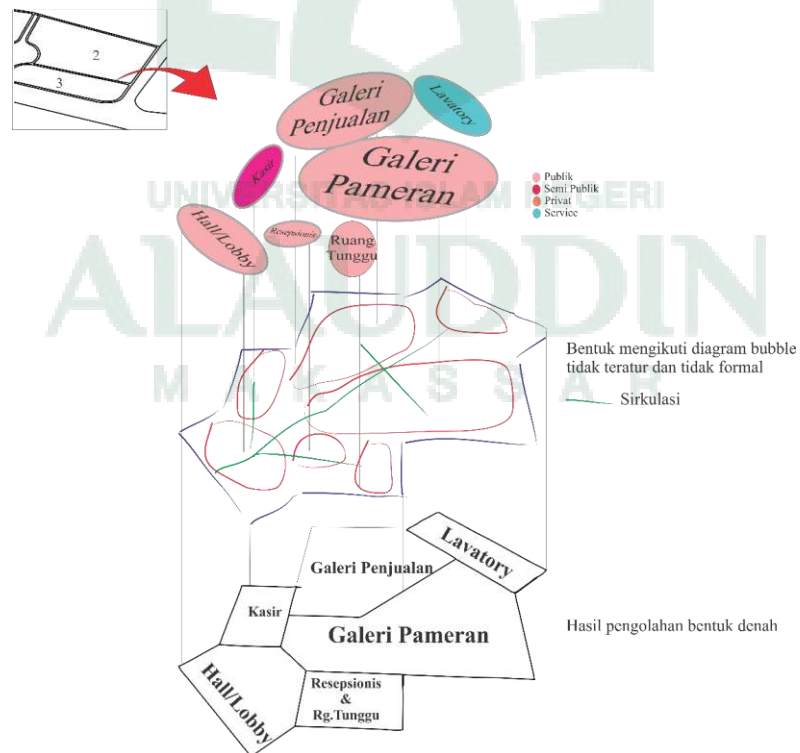 2
3
Galeri
Penjualan
Lavatory
Galeri
Pameran
Kasir
Publik
Semi Publik
Privat
Service
UNIVERSITAS ISLAM NEGERI
Hall/Lobby
Resepsionis
Ruang
Tunggu
ALAUDDIN
Bentuk mengikuti diagram bubble
tidak teratur dan tidak formal
MAKASSAR
Sirkulasi
Lavatory
Galeri Penjualan
Kasir
Galeri Pameran
Hasil pengolahan bentuk denah
Hall/Lobby
Resepsionis
&
Rg.Tunggu